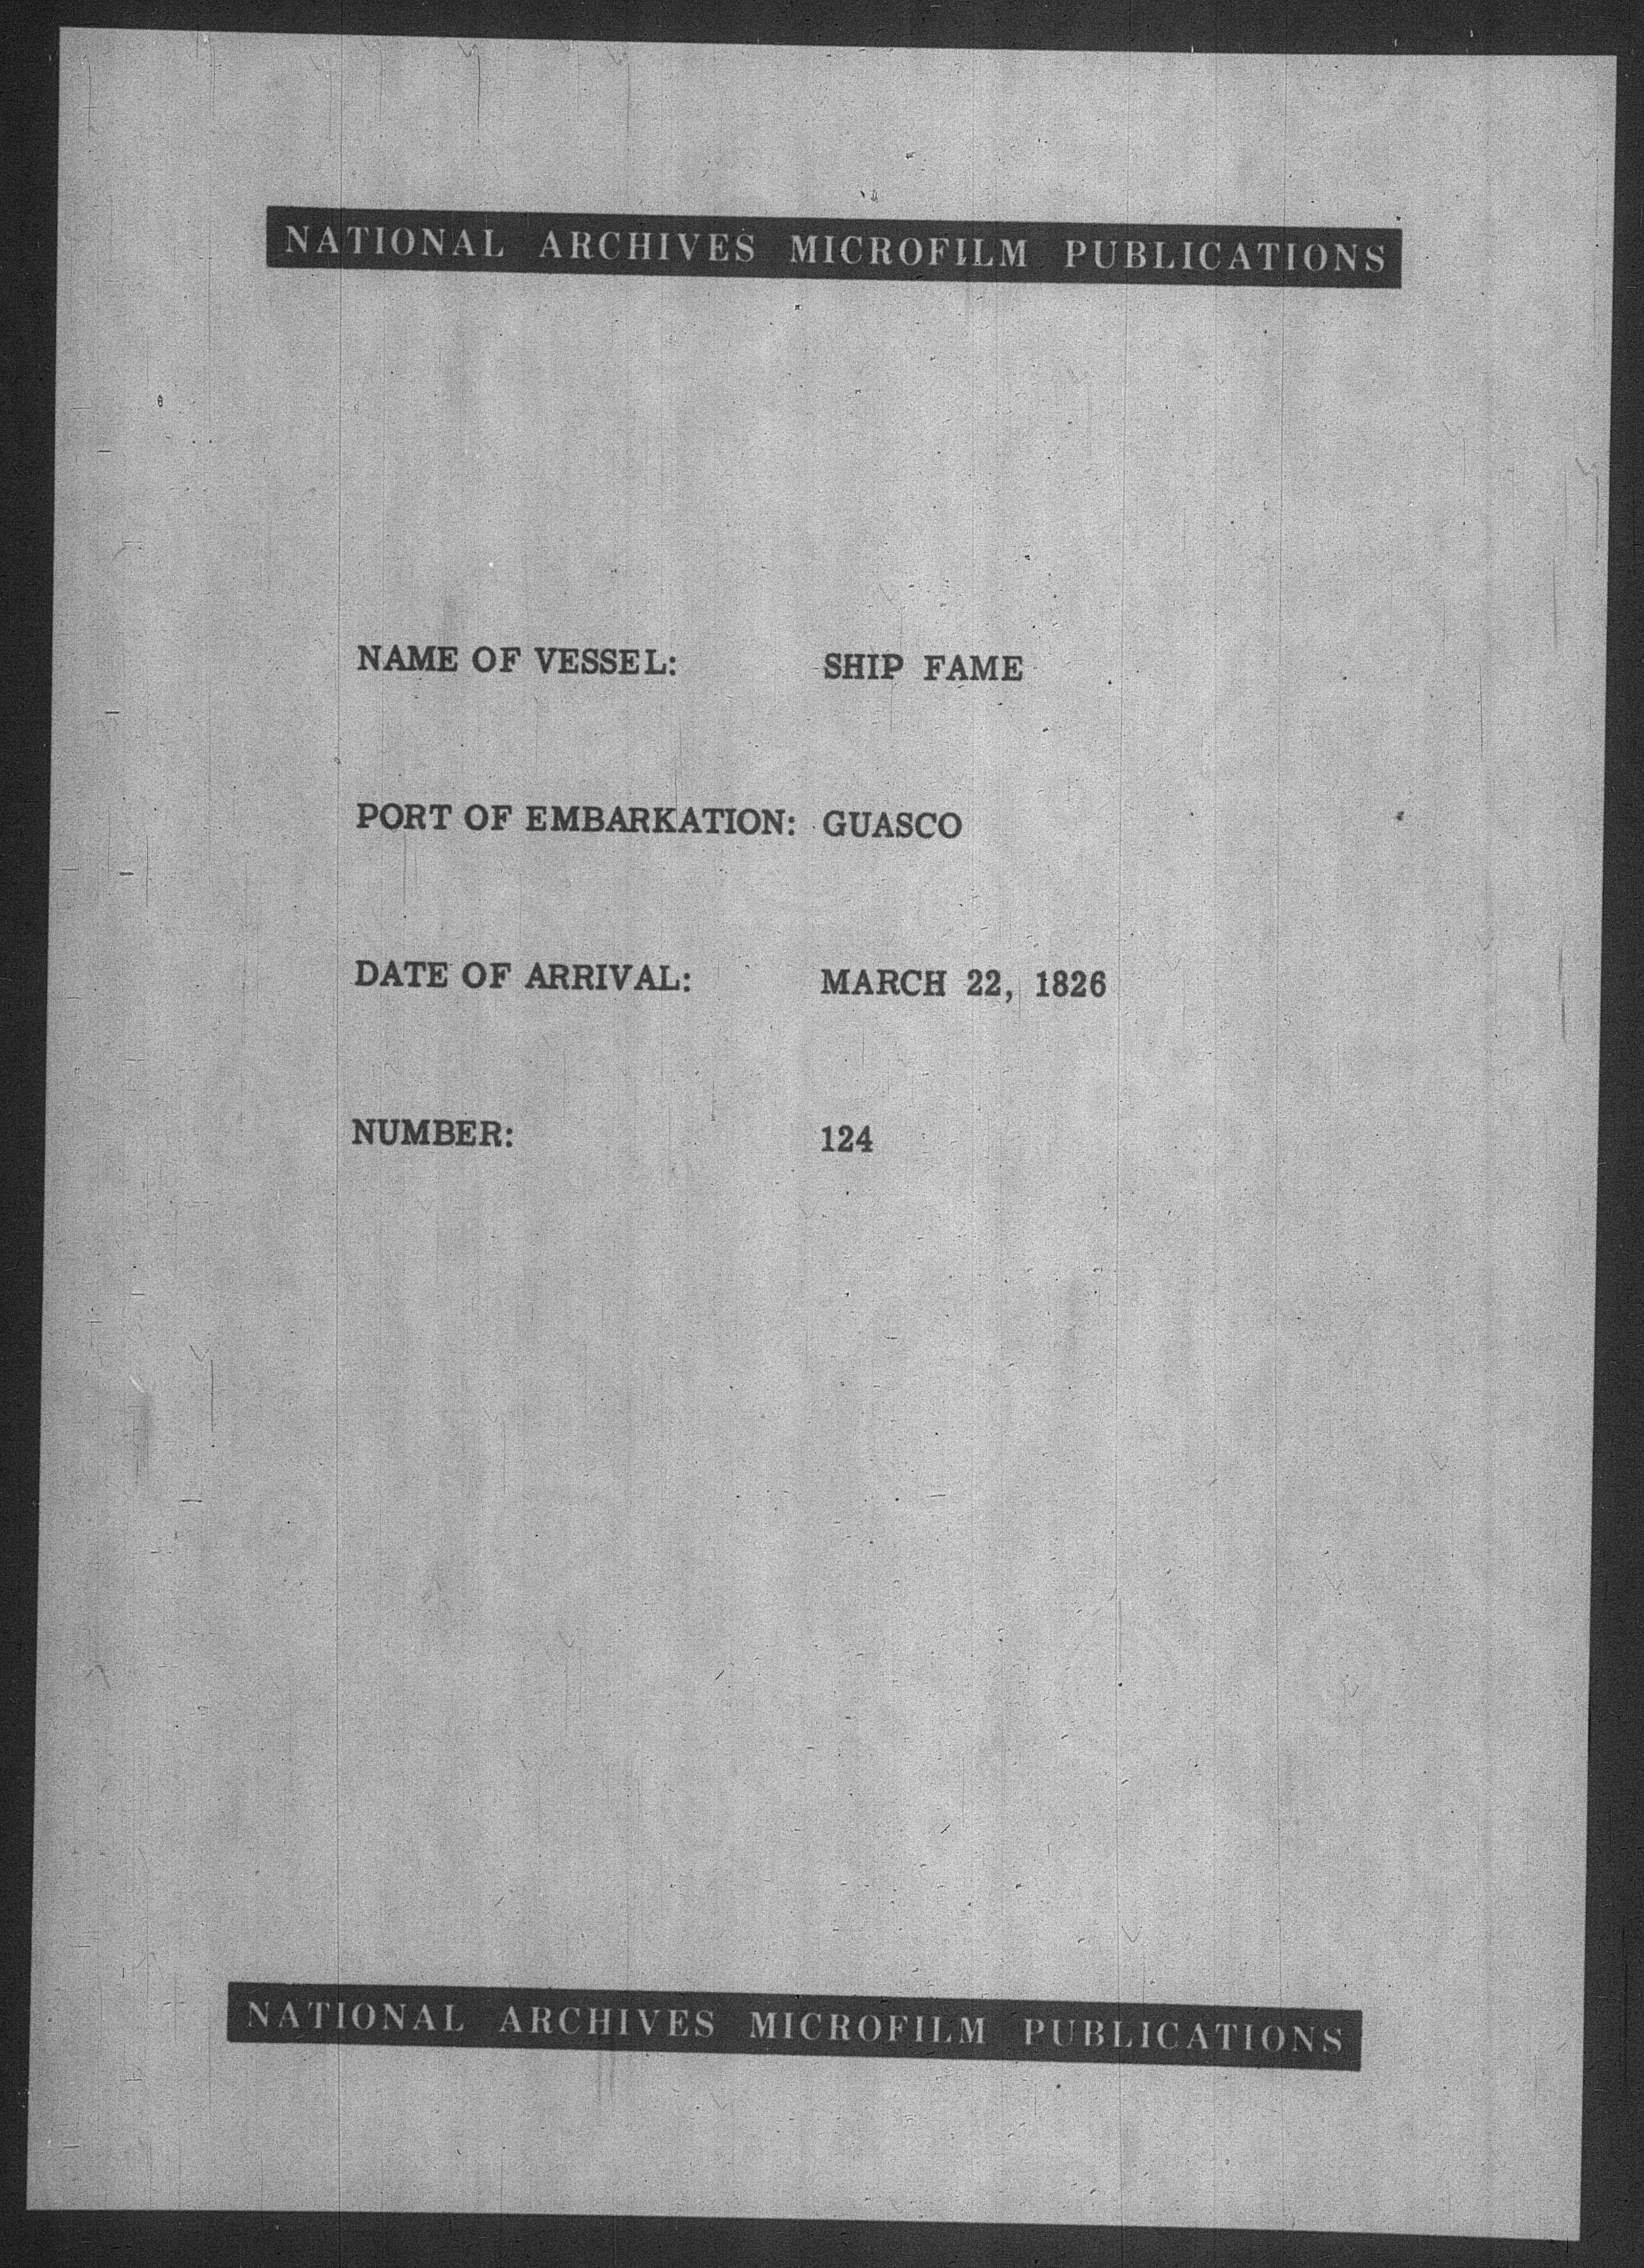 NATIONAL ARCHIVES MICROFILM PUBLICATIONS
NAME OF VESSEL: SHIP FAME
PORT OF EMBARKATION: GUASCO
DATE OF ARRIVAL: MARCH 22, 1826
NUMBER: 124
NATIONAL ARCHIVES MICROFILM PUBLICATIONS